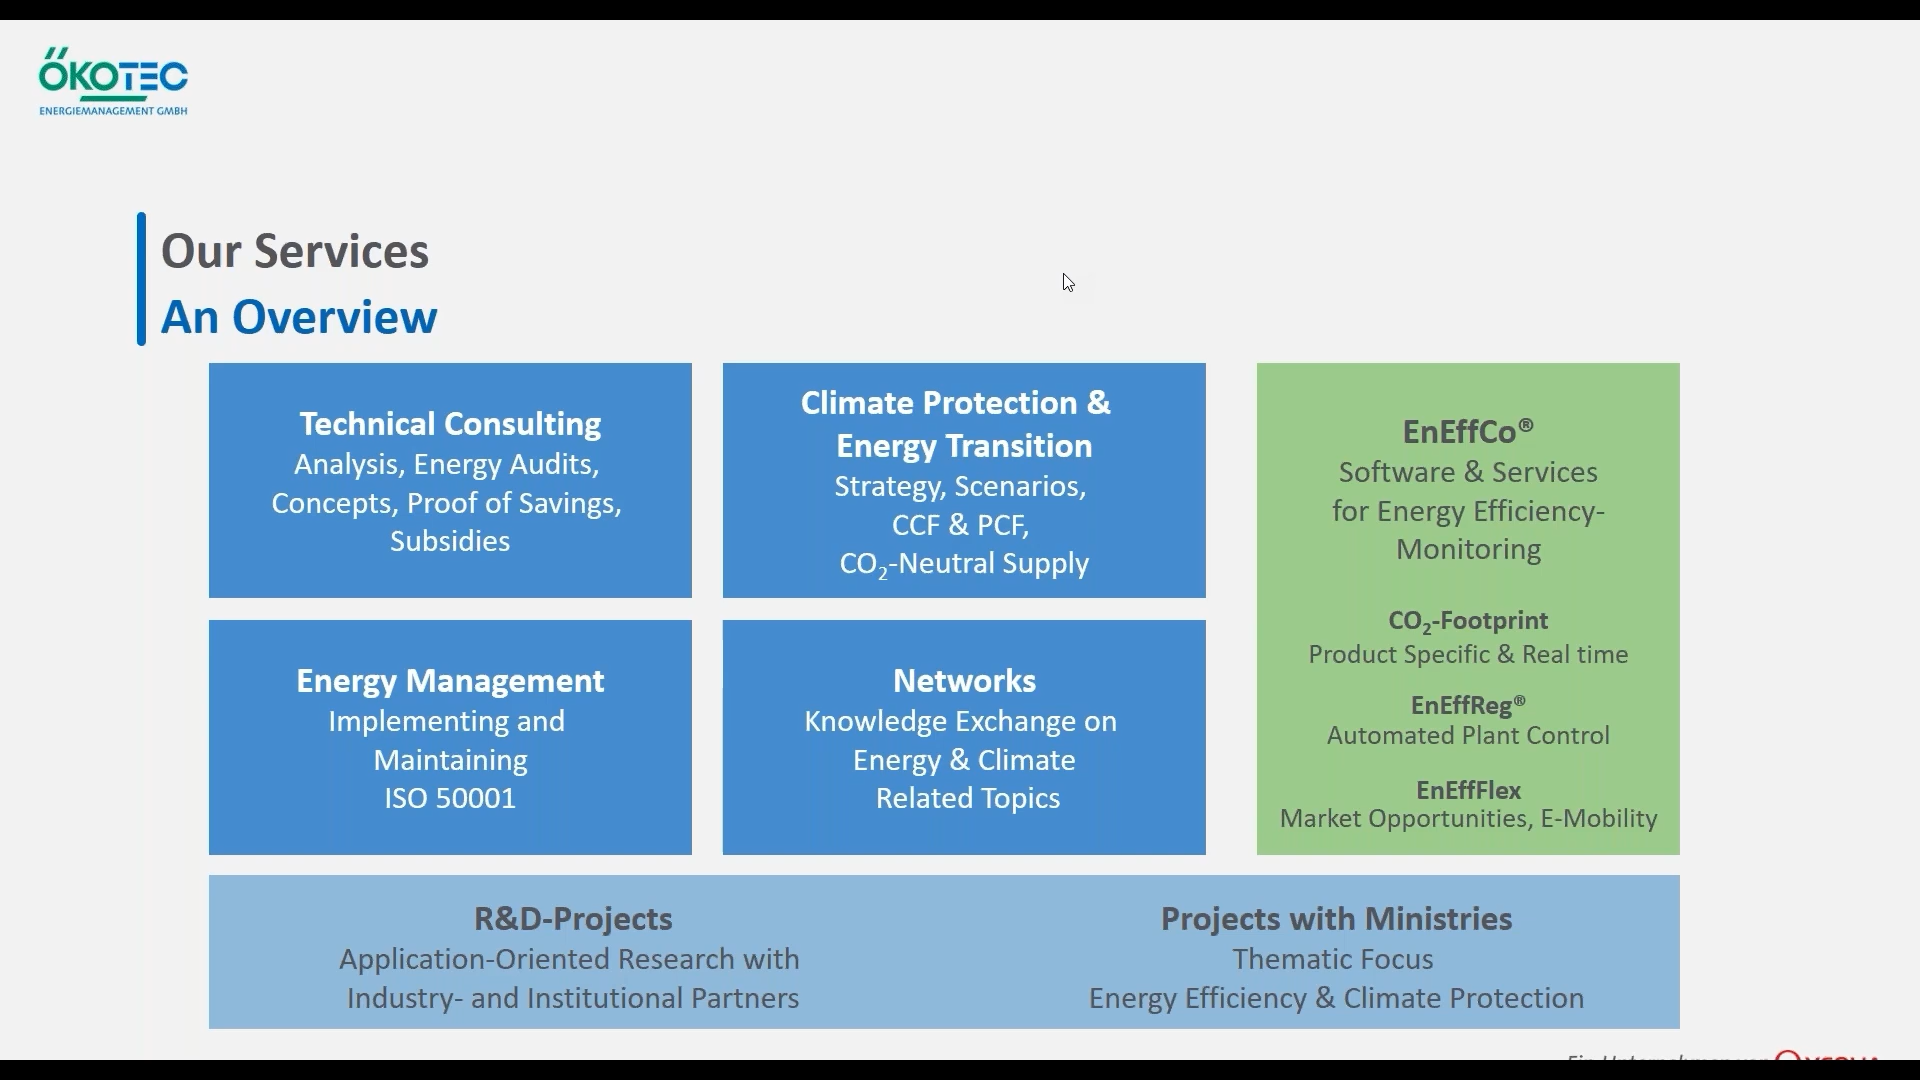 ÖKOTEC
ENERGIEMANAGEMENT GMBH
Our Services
An Overview
Technical Consulting
Analysis, Energy Audits,
Concepts, Proof of Savings,
Subsidies
Climate Protection &
Energy Transition
Strategy, Scenarios,
CCF & PCF,
CO₂-Neutral Supply
EnEffCo®
Software & Services
for Energy Efficiency-
Monitoring
CO₂-Footprint
Product Specific & Real time
EnEffReg®
Automated Plant Control
EnEffFlex
Market Opportunities, E-Mobility
Energy Management
Implementing and
Maintaining
ISO 50001
Networks
Knowledge Exchange on
Energy & Climate
Related Topics
R&D-Projects
Application-Oriented Research with
Industry- and Institutional Partners
Projects with Ministries
Thematic Focus
Energy Efficiency & Climate Protection